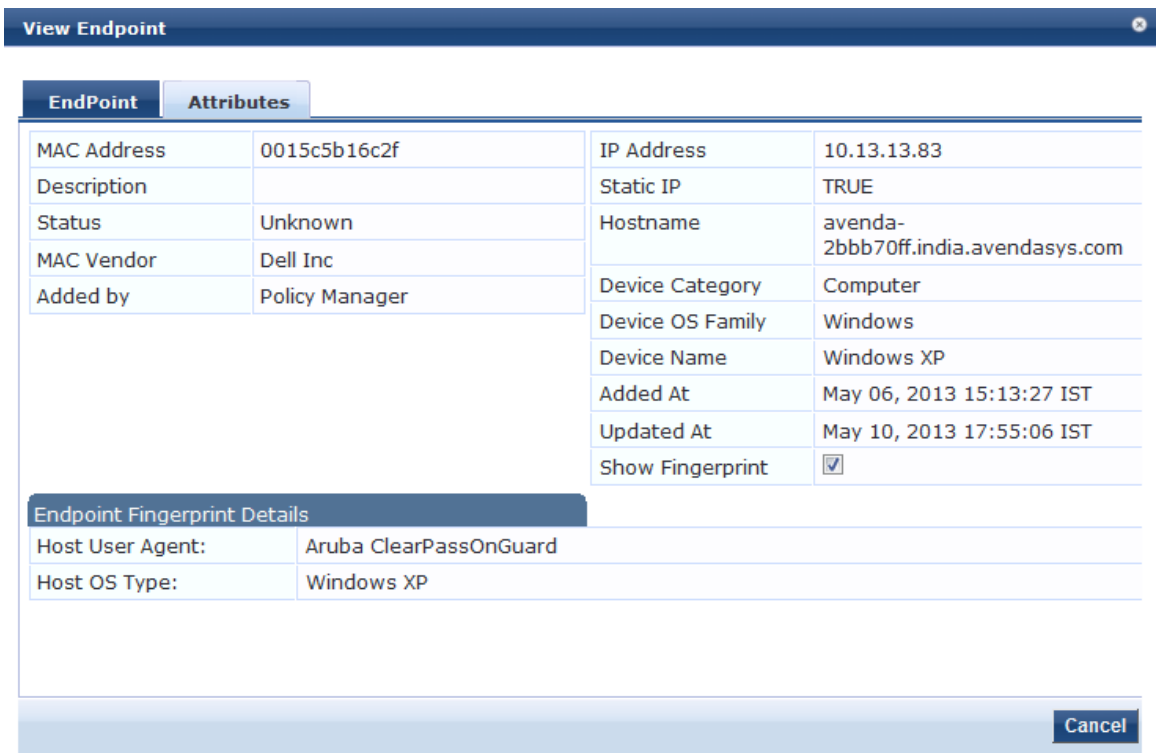 View Endpoint
EndPoint Attributes
MAC Address 0015c5b16c2f
Description
Status Unknown
MAC Vendor Dell Inc
Added by Policy Manager
IP Address 10.13.13.83
Static IP TRUE
Hostname avenda-
2bbb70ff.india.avendasys.com
Device Category Computer
Device OS Family Windows
Device Name Windows XP
Added At May 06, 2013 15:13:27 IST
Updated At May 10, 2013 17:55:06 IST
Show Fingerprint
Endpoint Fingerprint Details
Host User Agent: Aruba ClearPassOnGuard
Host OS Type: Windows XP
Cancel